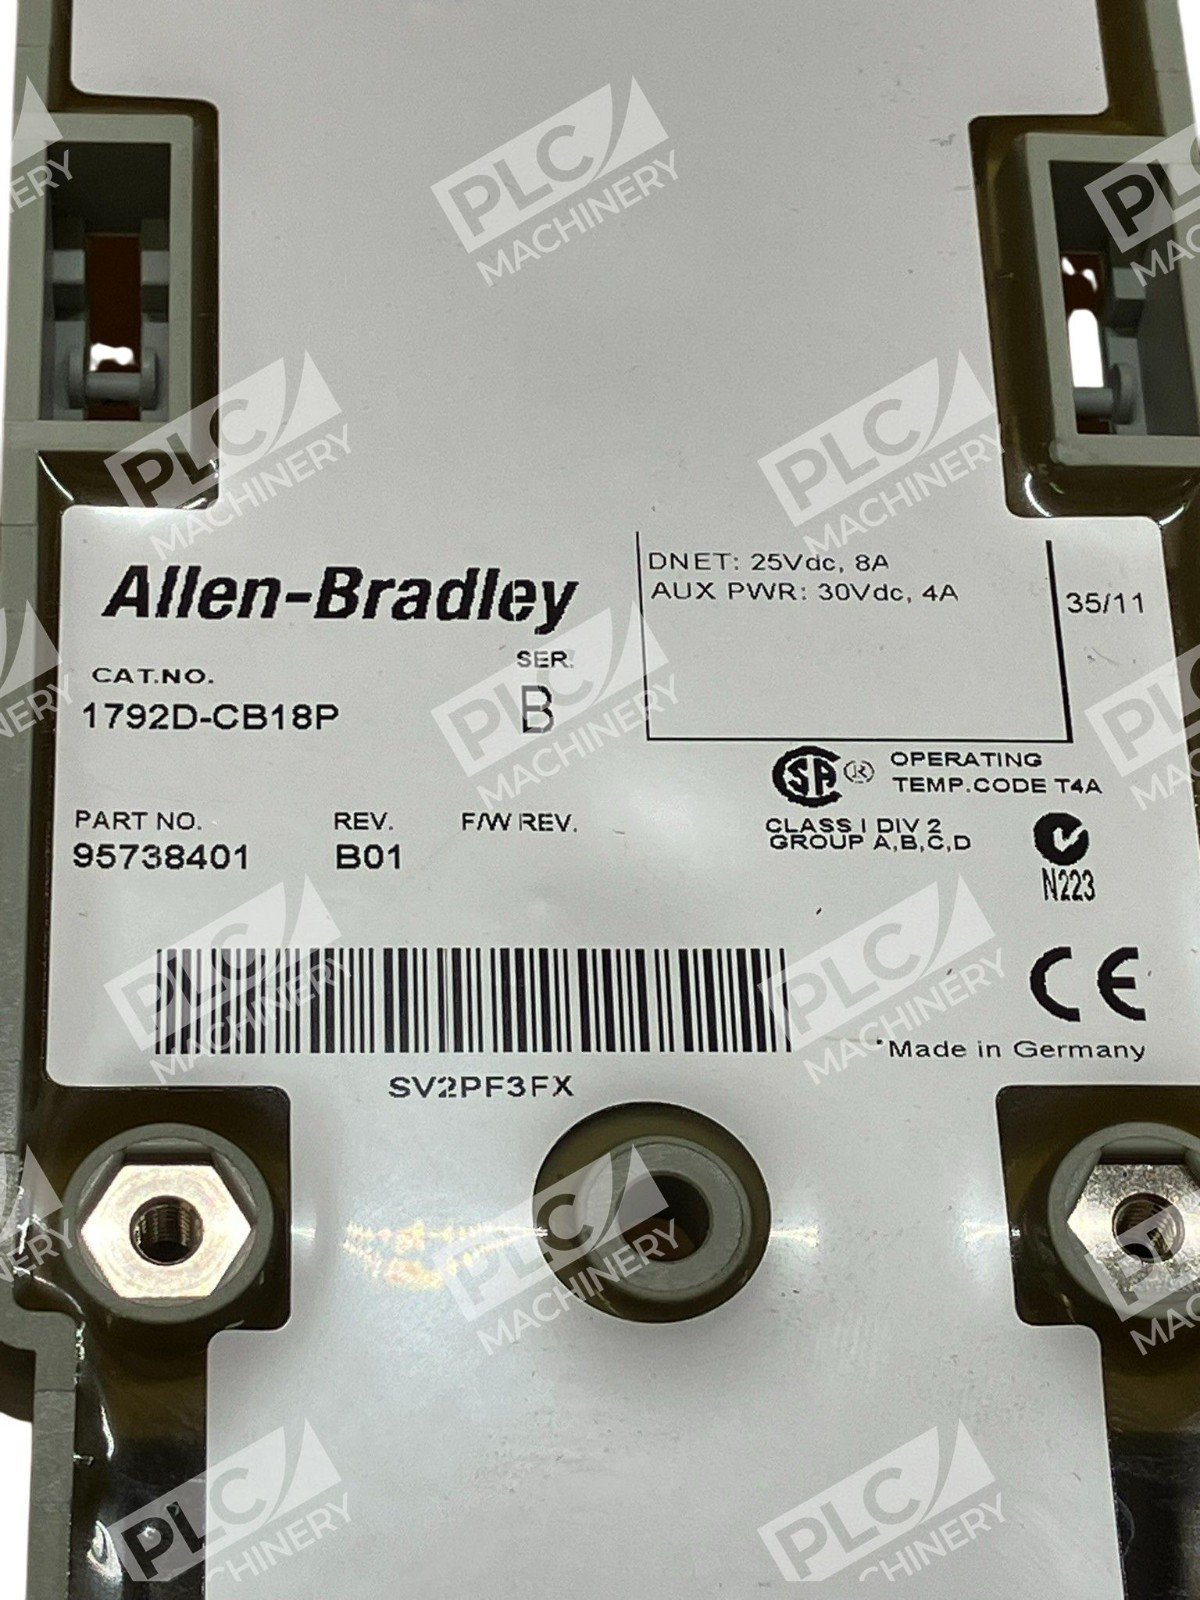 Allen-Bradley
CAT.NO.
SER.
1792D-CB18P
B
PART NO.
REV.
F/W REV.
95738401
B01
DNET: 25Vdc, 8A
AUX PWR: 30Vdc, 4A
35/11
SA ®
OPERATING
TEMP.CODE T4A
CLASS I DIV 2
GROUP A,B,C,D
N223
CE
Made in Germany
SV2PF3FX
PLC
MACHINERY